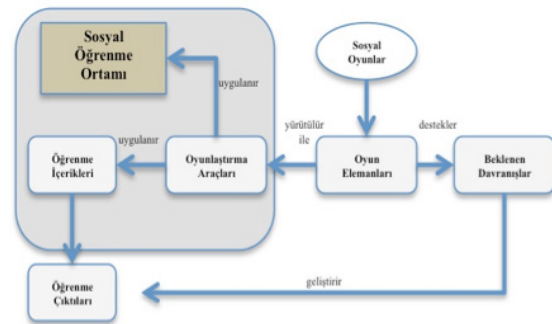 Sosyal
Öğrenme
Ortamı
Sosyal
Oyunlar
uygulanır
yürütülür
ile
destekler
uygulanır
Öğrenme
İçerikleri
Oyunlaştırma
Araçları
Oyun
Elemanları
Beklenen
Davranışlar
Öğrenme
Çıktıları
geliştirir